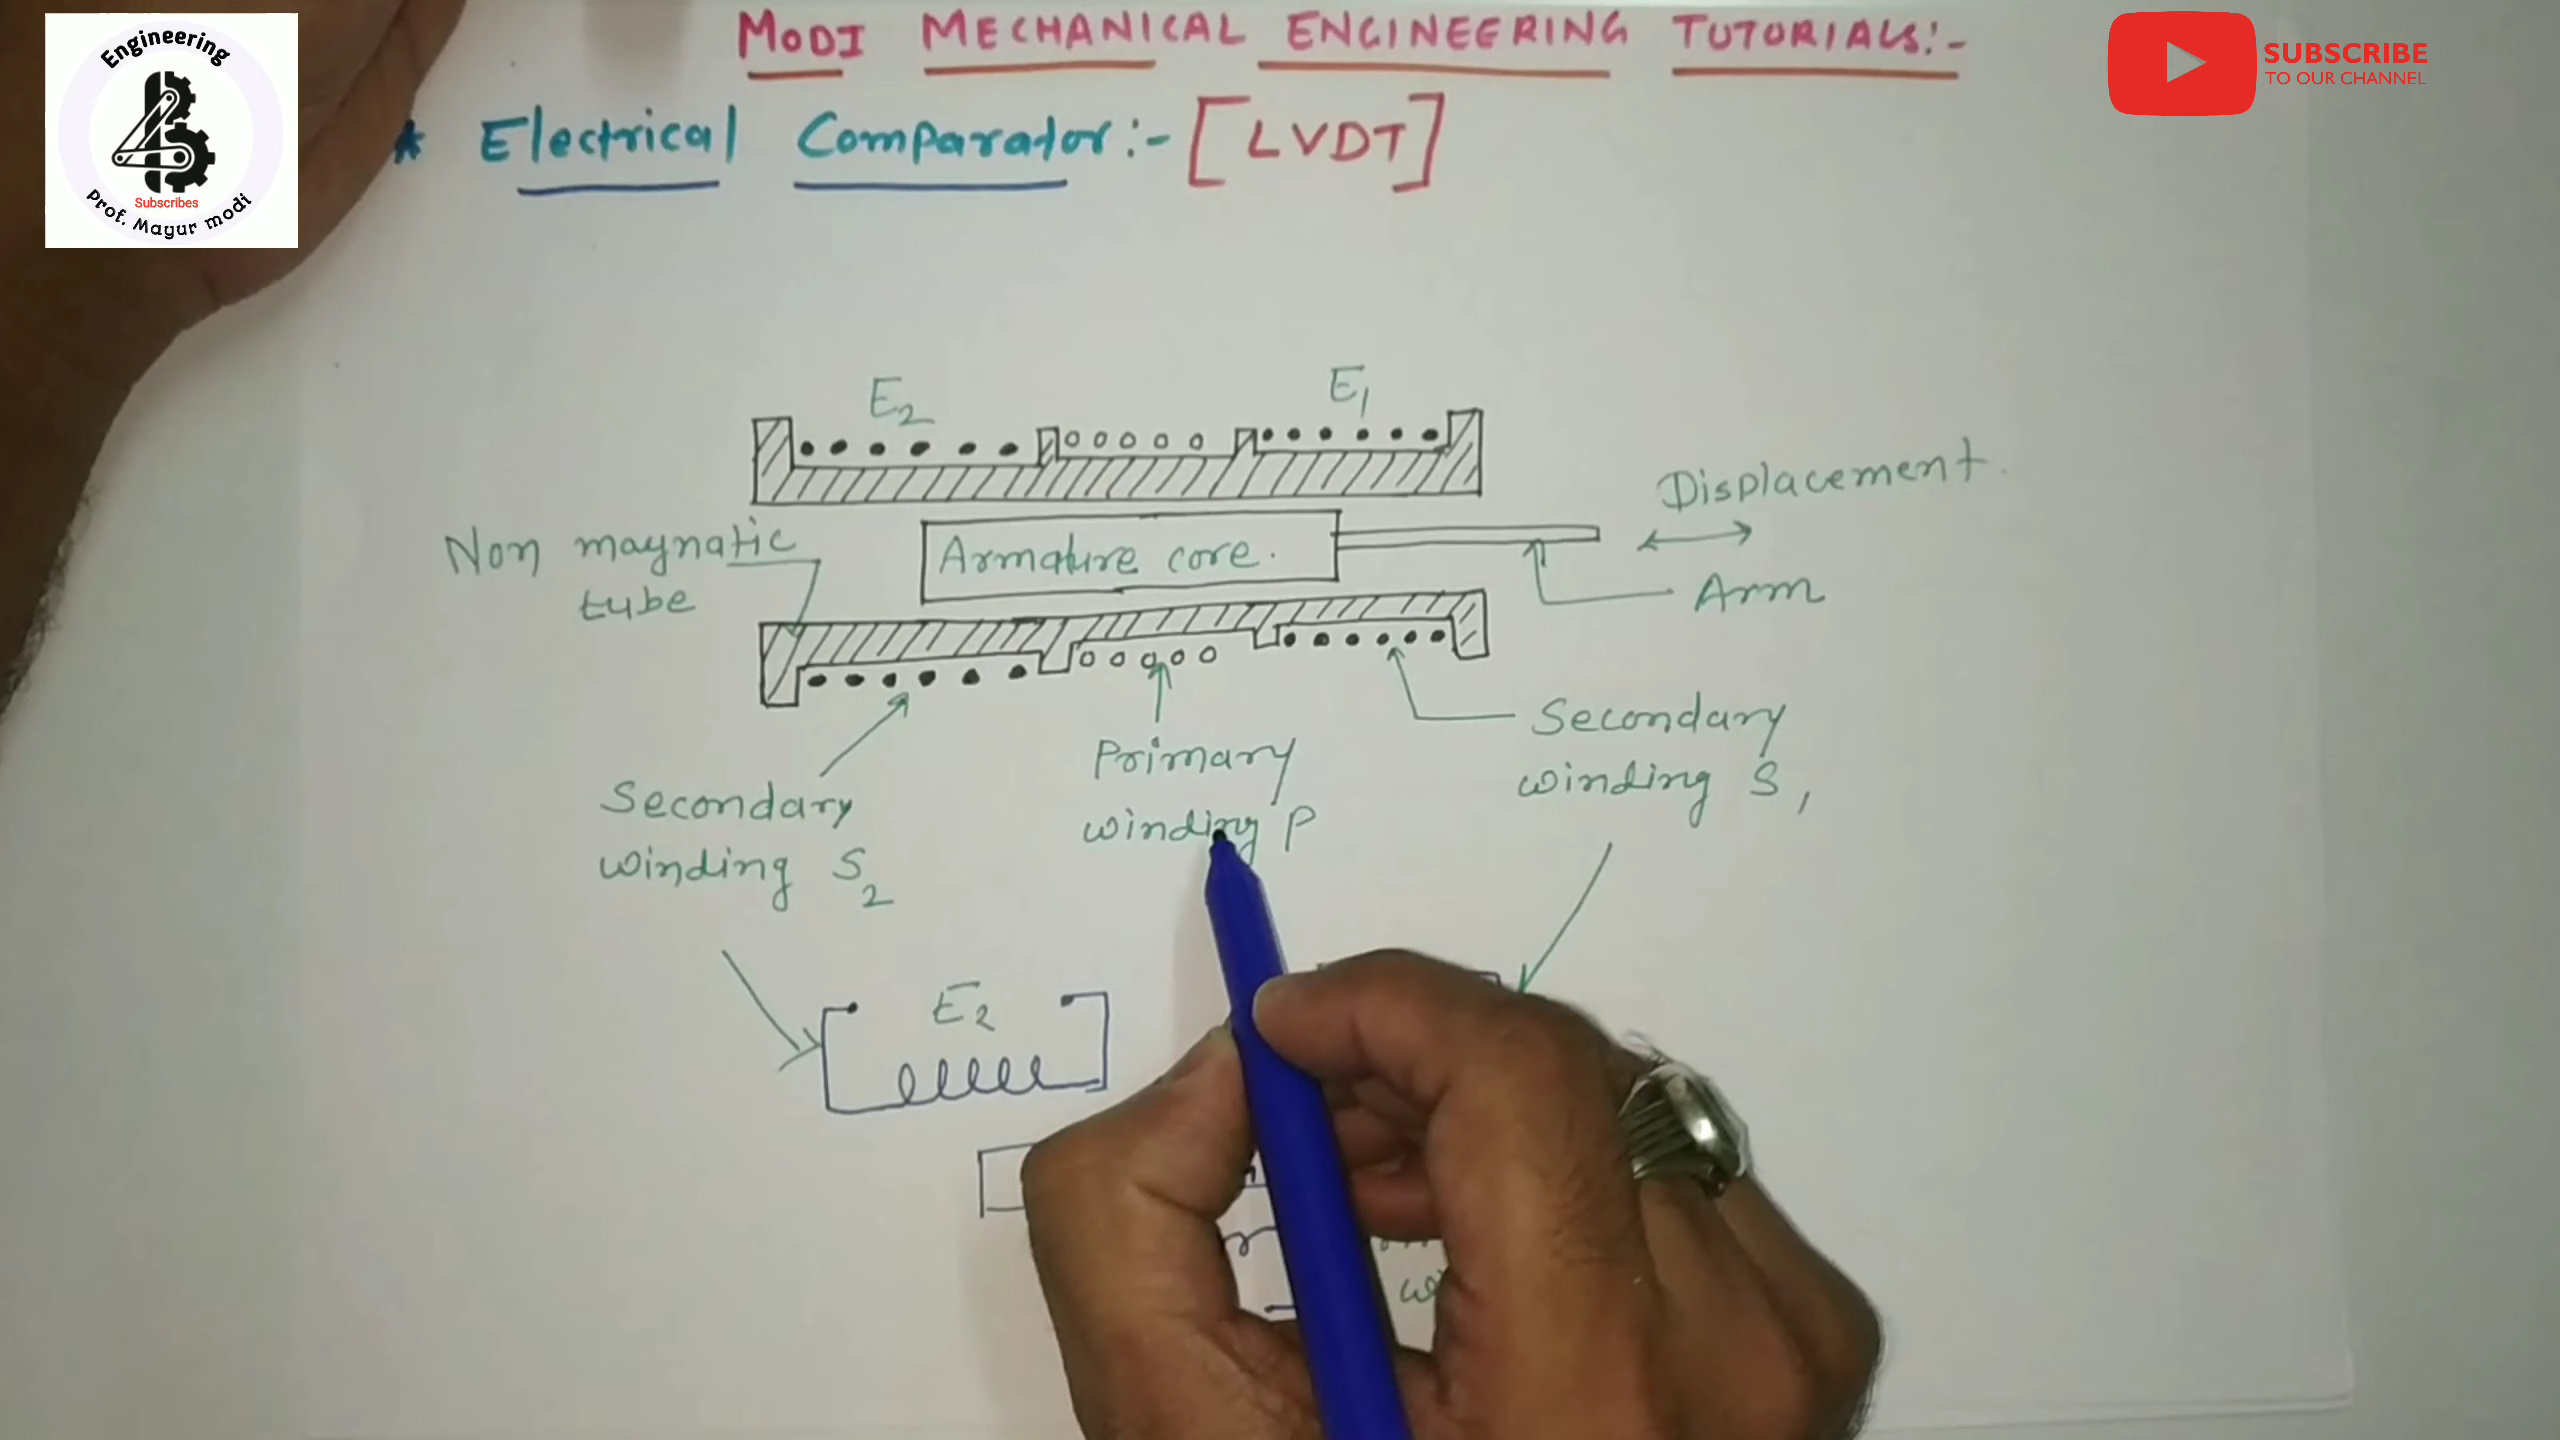 Engineering
Subscribes
Prof. Mayur modi
MODI MECHANICAL ENGINEERING TUTORIALS:-
SUBSCRIBE
TO OUR CHANNEL
Electrical Comparator:- [LVDT]
E2
E1
Displacement.
Non magnatic
tube
Armature core.
Arm
Secondary
winding S2
Primary
winding P
Secondary
winding S1
E2